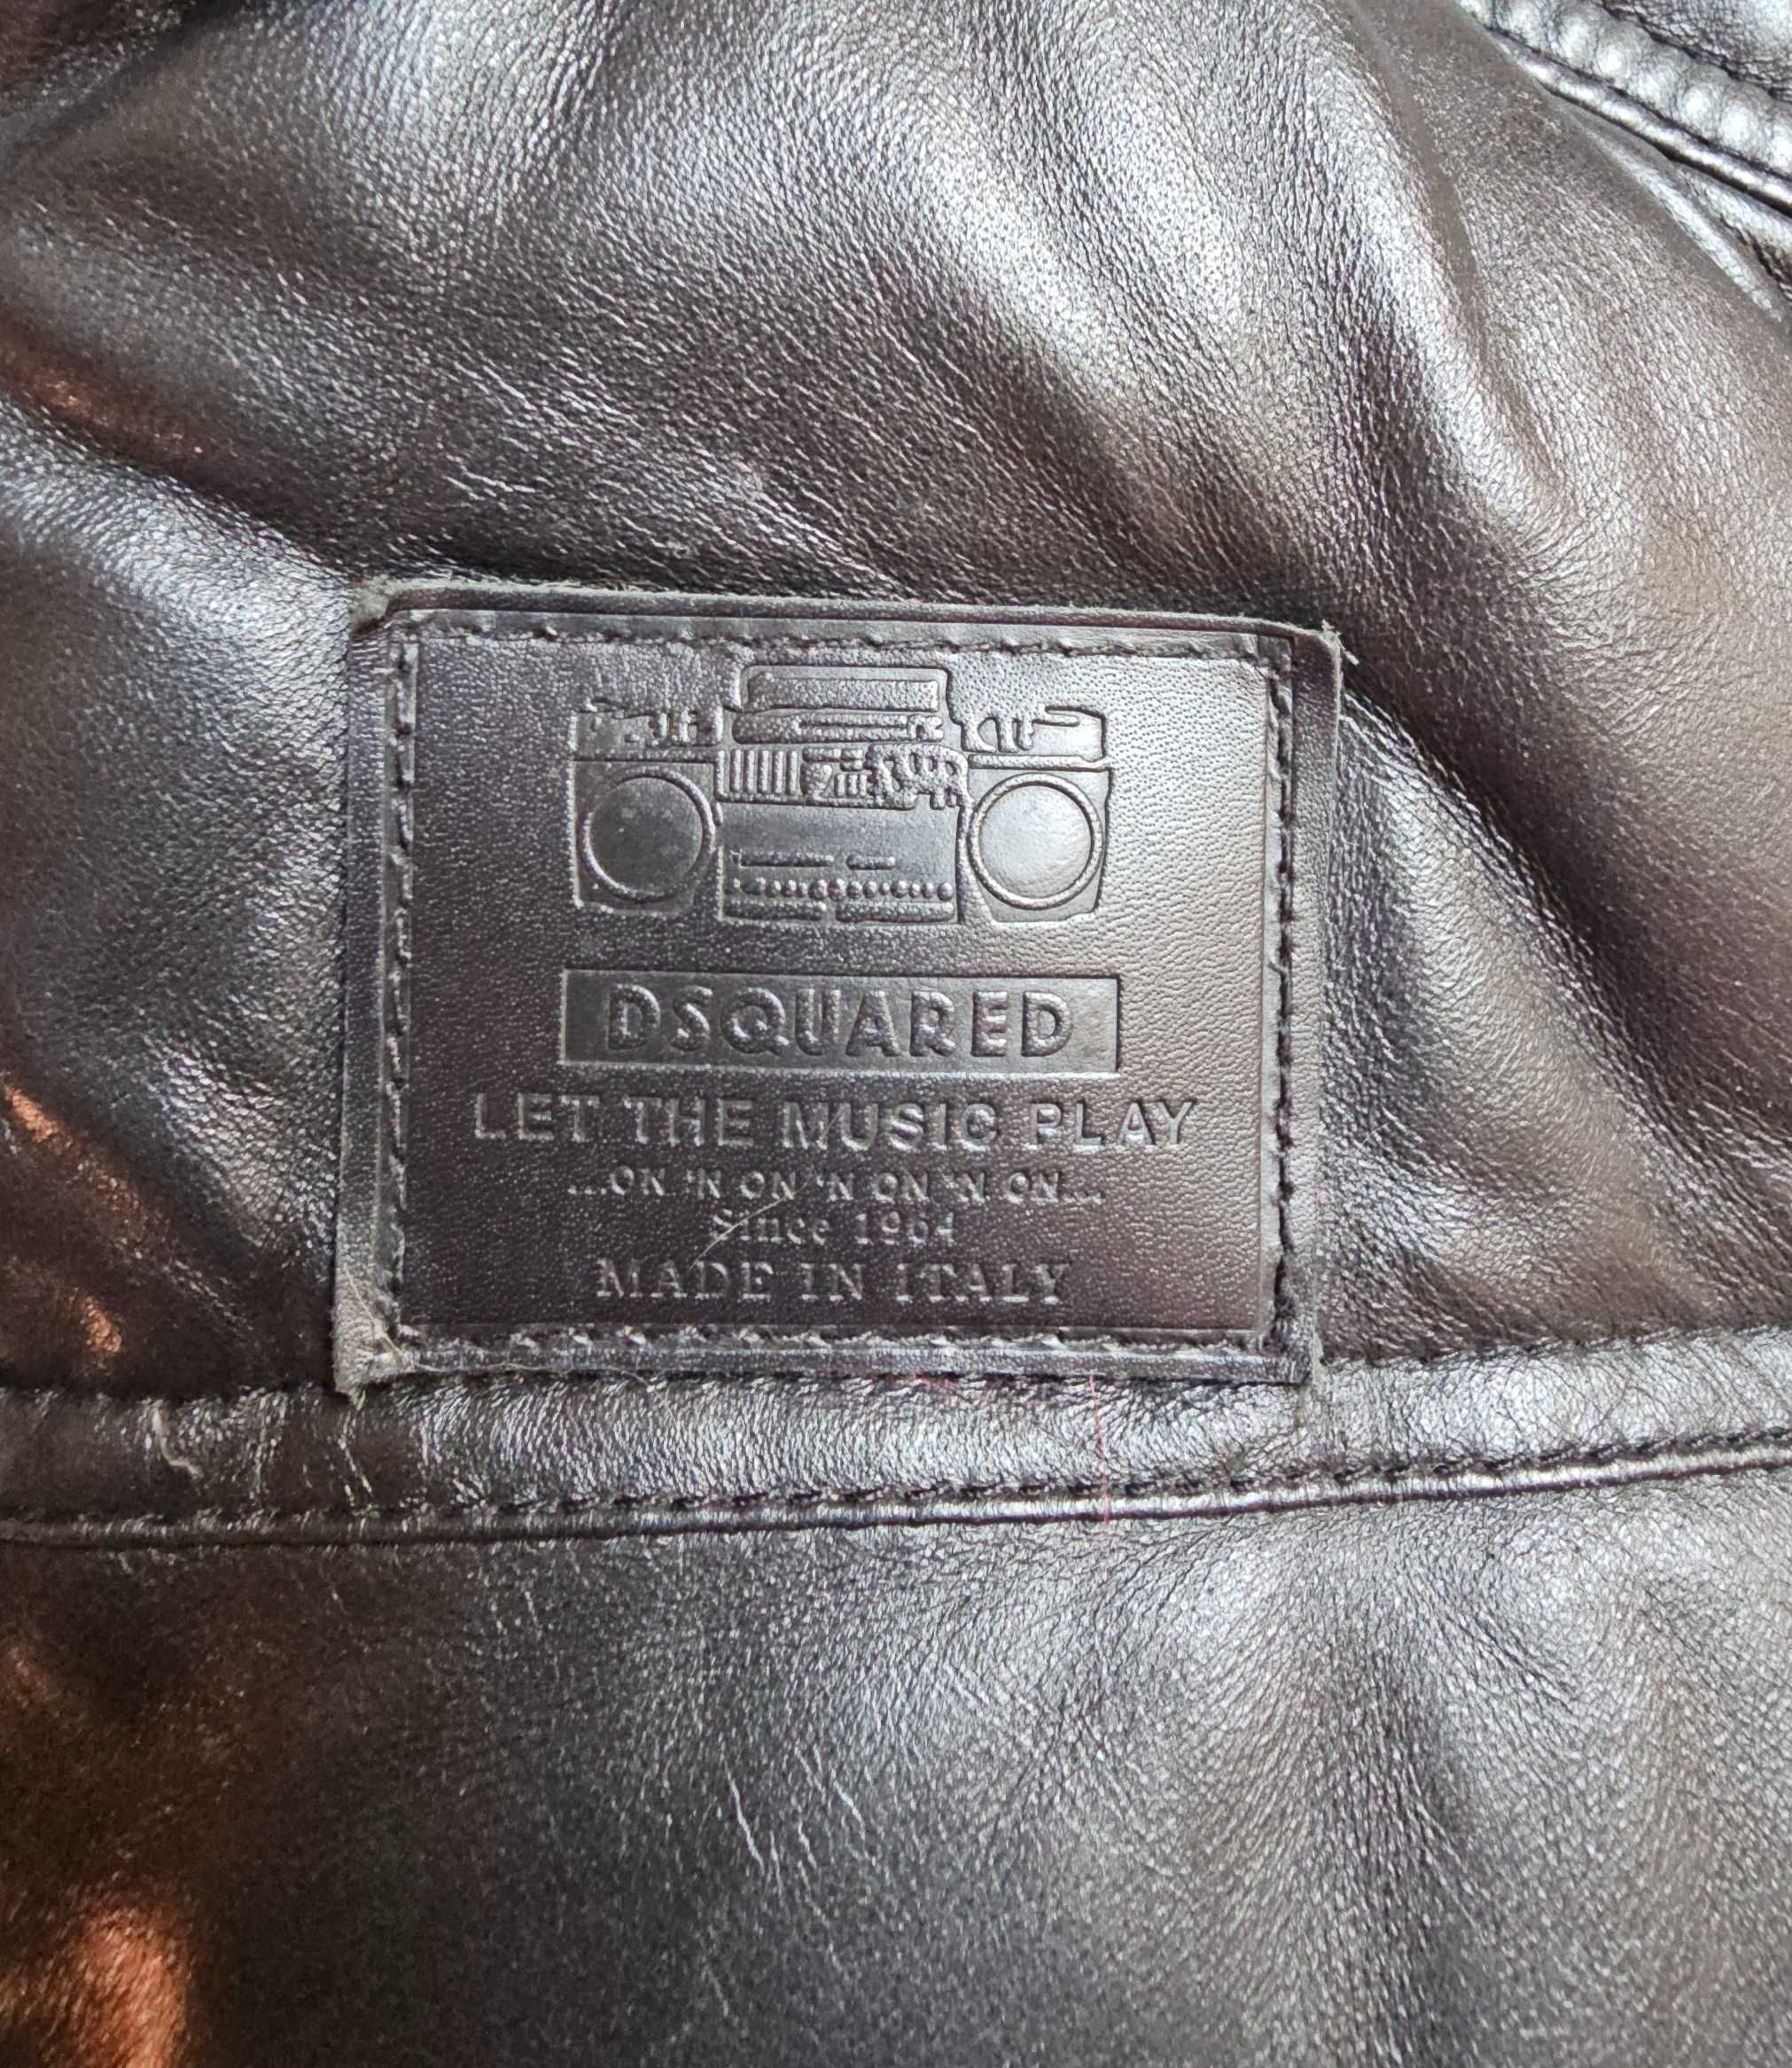 DSQUARED
LET THE MUSIC PLAY
...ON 'N ON 'N ON 'N ON...
Since 1964
MADE IN ITALY